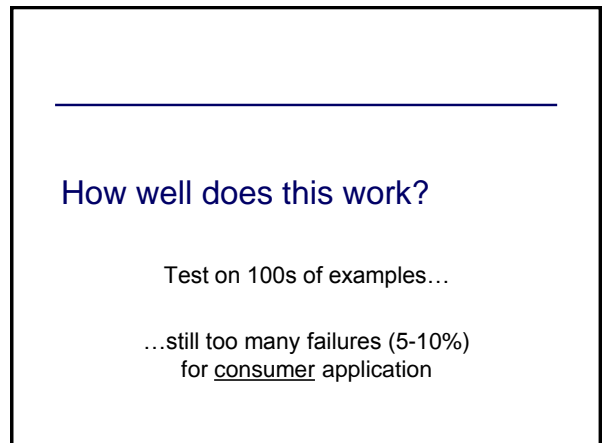 How well does this work?
Test on 100s of examples…
…still too many failures (5-10%)
for consumer application